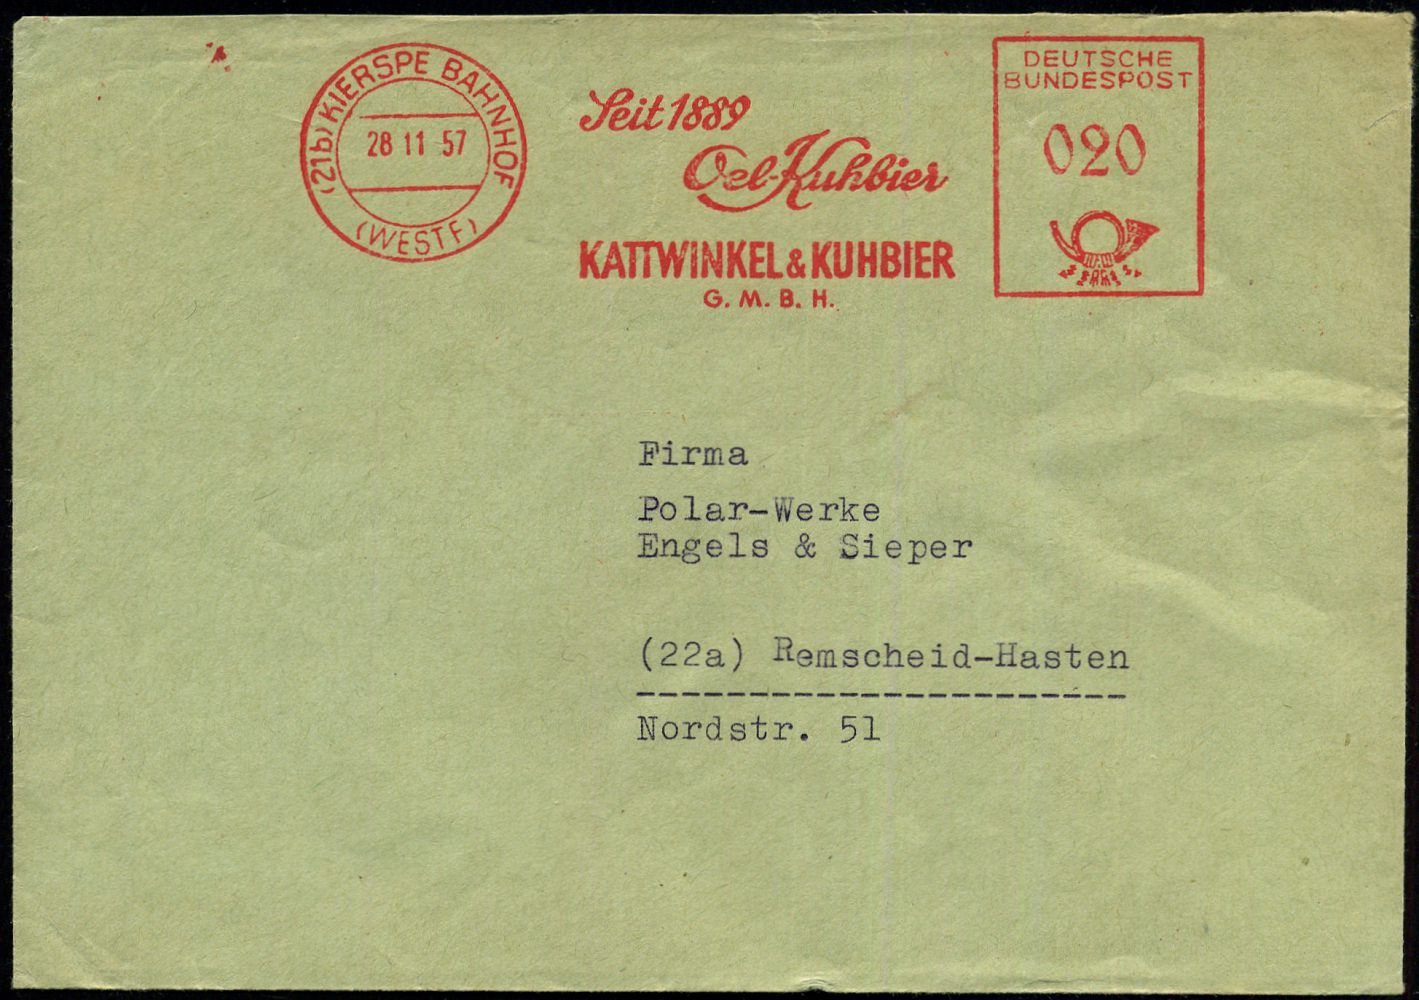 (21b) KIERSPE BAHNHOF
28 11 57
(WESTF)
Seit 1889
Oel-Kuhbier
KATTWINKEL & KUHBIER
G. M. B. H.
DEUTSCHE
BUNDESPOST
020
Firma
Polar-Werke
Engels & Sieper
(22a) Remscheid-Hasten
Nordstr. 51